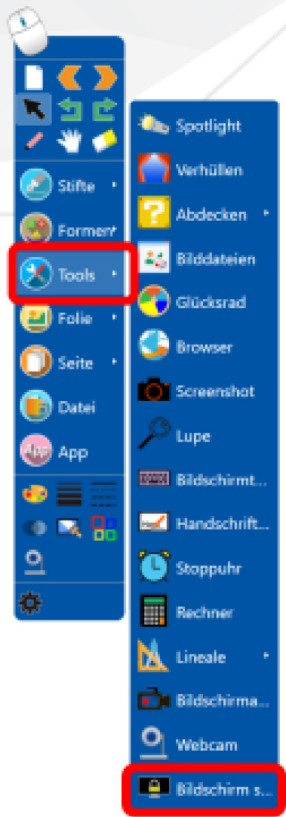 Stifte
Formen
Tools
Folie
Seite
Datei
App
App
Spotlight
Verhüllen
Abdecken
Bilddateien
Glücksrad
Browser
Screenshot
Lupe
Bildschirmt...
Handschrift...
Stoppuhr
Rechner
Lineale
Bildschirma...
Webcam
Bildschirm s...